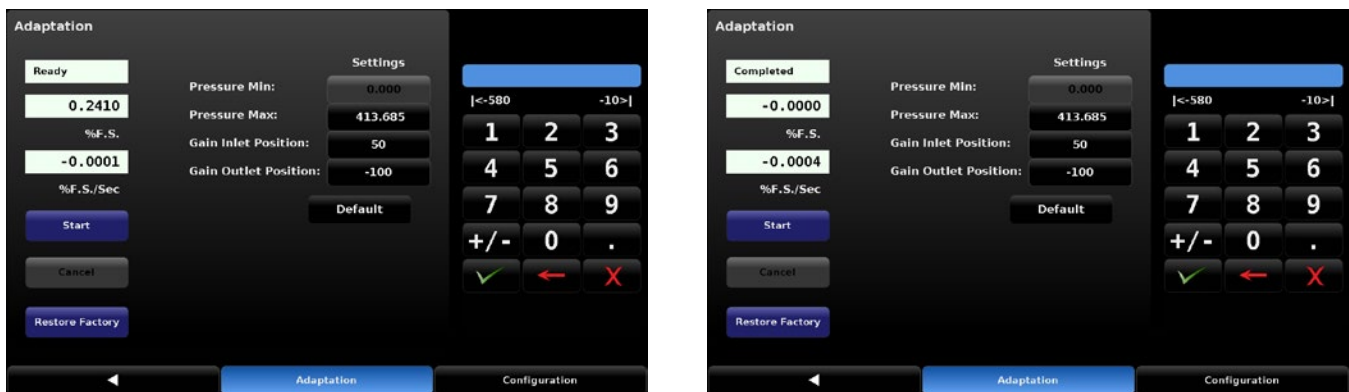 Adaptation
Settings
Ready
Pressure Min: 0.000
0.2410
Pressure Max: 413.685
%F.S.
Gain Inlet Position: 50
-0.0001
Gain Outlet Position: -100
%F.S./Sec
Default
Start
Cancel
Restore Factory
|<-580 -10>|
1 2 3
4 5 6
7 8 9
+/- 0 .
X
Adaptation Configuration
Adaptation
Settings
Completed
Pressure Min: 0.000
-0.0000
Pressure Max: 413.685
%F.S.
Gain Inlet Position: 50
-0.0004
Gain Outlet Position: -100
%F.S./Sec
Default
Start
Cancel
Restore Factory
|<-580 -10>|
1 2 3
4 5 6
7 8 9
+/- 0 .
X
Adaptation Configuration